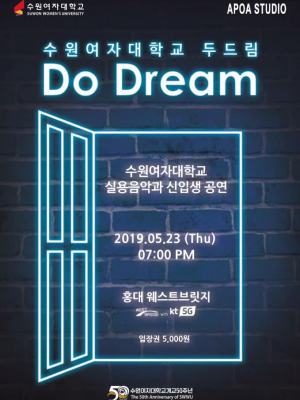 수원여자대학교
SUWON WOMEN'S UNIVERSITY
APOA STUDIO
수원여자대학교 두드림
Do Dream
수원여자대학교
실용음악과 신입생 공연
2019.05.23 (Thu)
07:00 PM
홍대 웨스트브릿지
with kt 5G
입장권 5,000원
50 수원여자대학교개교50주년
The 50th Anniversary of SWWU